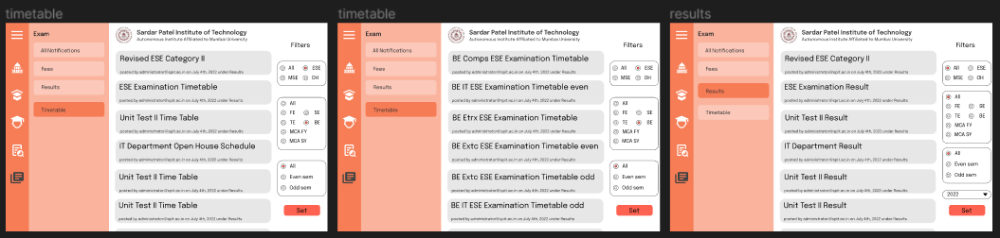 timetable
Exam
All Notifications
Fees
Results
Timetable
Sardar Patel Institute of Technology
Autonomous Institute Affiliated to Mumbai University
Revised ESE Category II
posted by administrator@spit.ac.in on July 4th, 2022 under Results
ESE Examination Timetable
posted by administrator@spit.ac.in on July 4th, 2022 under Results
Unit Test II Time Table
posted by administrator@spit.ac.in on July 4th, 2022 under Results
IT Department Open House Schedule
posted by administrator@spit.ac.in on July 4th, 2022 under Results
Unit Test II Time Table
posted by administrator@spit.ac.in on July 4th, 2022 under Results
Unit Test II Time Table
posted by administrator@spit.ac.in on July 4th, 2022 under Results
Filters
All ESE
MSE OH
All
FE SE
TE BE
MCA FY
MCA SY
All
Even sem
Odd sem
Set
timetable
Exam
All Notifications
Fees
Results
Timetable
Sardar Patel Institute of Technology
Autonomous Institute Affiliated to Mumbai University
BE Comps ESE Examination Timetable
posted by administrator@spit.ac.in on July 4th, 2022 under Results
BE IT ESE Examination Timetable even
posted by administrator@spit.ac.in on July 4th, 2022 under Results
BE Etrx ESE Examination Timetable
posted by administrator@spit.ac.in on July 4th, 2022 under Results
BE Extc ESE Examination Timetable even
posted by administrator@spit.ac.in on July 4th, 2022 under Results
BE Extc ESE Examination Timetable odd
posted by administrator@spit.ac.in on July 4th, 2022 under Results
BE IT ESE Examination Timetable odd
posted by administrator@spit.ac.in on July 4th, 2022 under Results
Filters
All ESE
MSE OH
All
FE SE
TE BE
MCA FY
MCA SY
All
Even sem
Odd sem
Set
results
Exam
All Notifications
Fees
Results
Timetable
Sardar Patel Institute of Technology
Autonomous Institute Affiliated to Mumbai University
Revised ESE Category II
posted by administrator@spit.ac.in on July 4th, 2022 under Results
ESE Examination Result
posted by administrator@spit.ac.in on July 4th, 2022 under Results
Unit Test II Result
posted by administrator@spit.ac.in on July 4th, 2022 under Results
IT Department Result
posted by administrator@spit.ac.in on July 4th, 2022 under Results
Unit Test II Result
posted by administrator@spit.ac.in on July 4th, 2022 under Results
Unit Test II Result
posted by administrator@spit.ac.in on July 4th, 2022 under Results
Filters
All ESE
MSE OH
All
FE SE
TE BE
MCA FY
MCA SY
All
Even sem
Odd sem
2022
Set